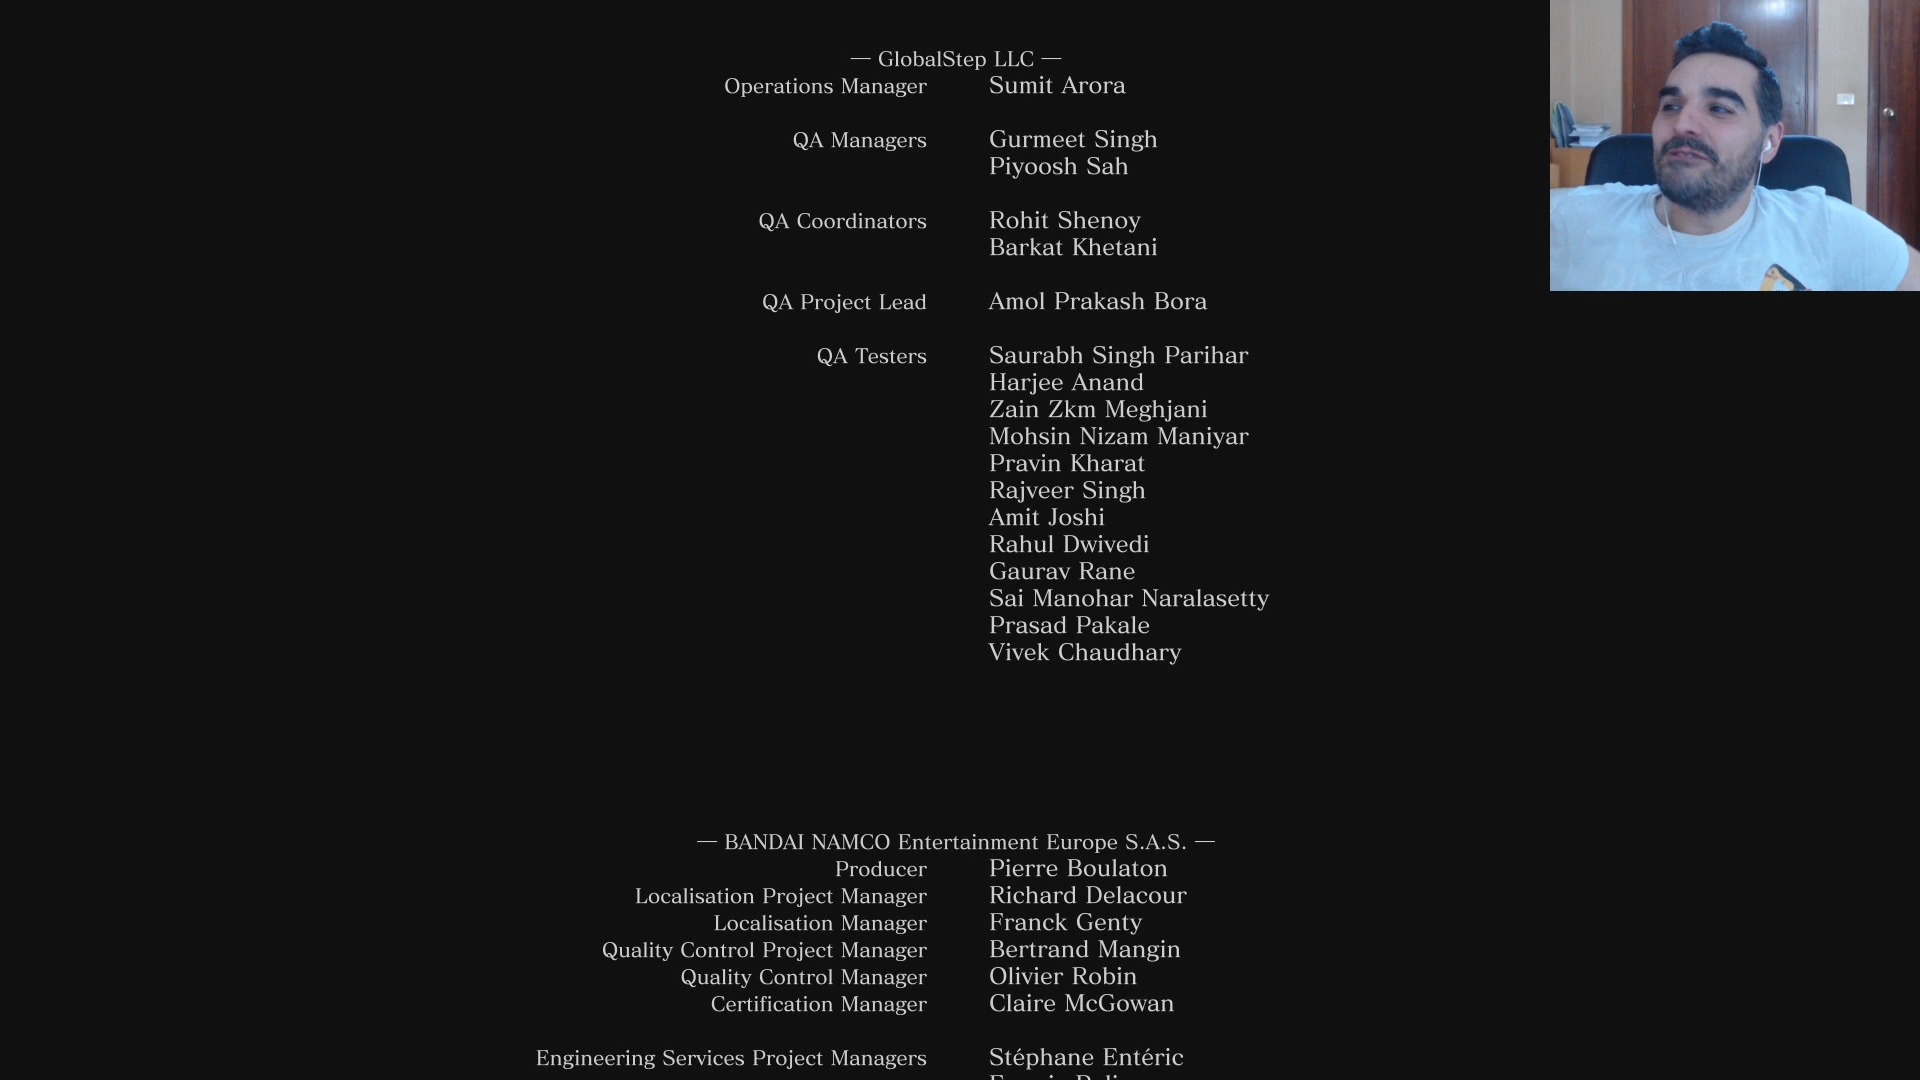 — GlobalStep LLC —
Operations Manager Sumit Arora
QA Managers Gurmeet Singh
Piyoosh Sah
QA Coordinators Rohit Shenoy
Barkat Khetani
QA Project Lead Amol Prakash Bora
QA Testers Saurabh Singh Parihar
Harjee Anand
Zain Zkm Meghjani
Mohsin Nizam Maniyar
Pravin Kharat
Rajveer Singh
Amit Joshi
Rahul Dwivedi
Gaurav Rane
Sai Manohar Naralasetty
Prasad Pakale
Vivek Chaudhary
— BANDAI NAMCO Entertainment Europe S.A.S. —
Producer Pierre Boulaton
Localisation Project Manager Richard Delacour
Localisation Manager Franck Genty
Quality Control Project Manager Bertrand Mangin
Quality Control Manager Olivier Robin
Certification Manager Claire McGowan
Engineering Services Project Managers Stéphane Entéric